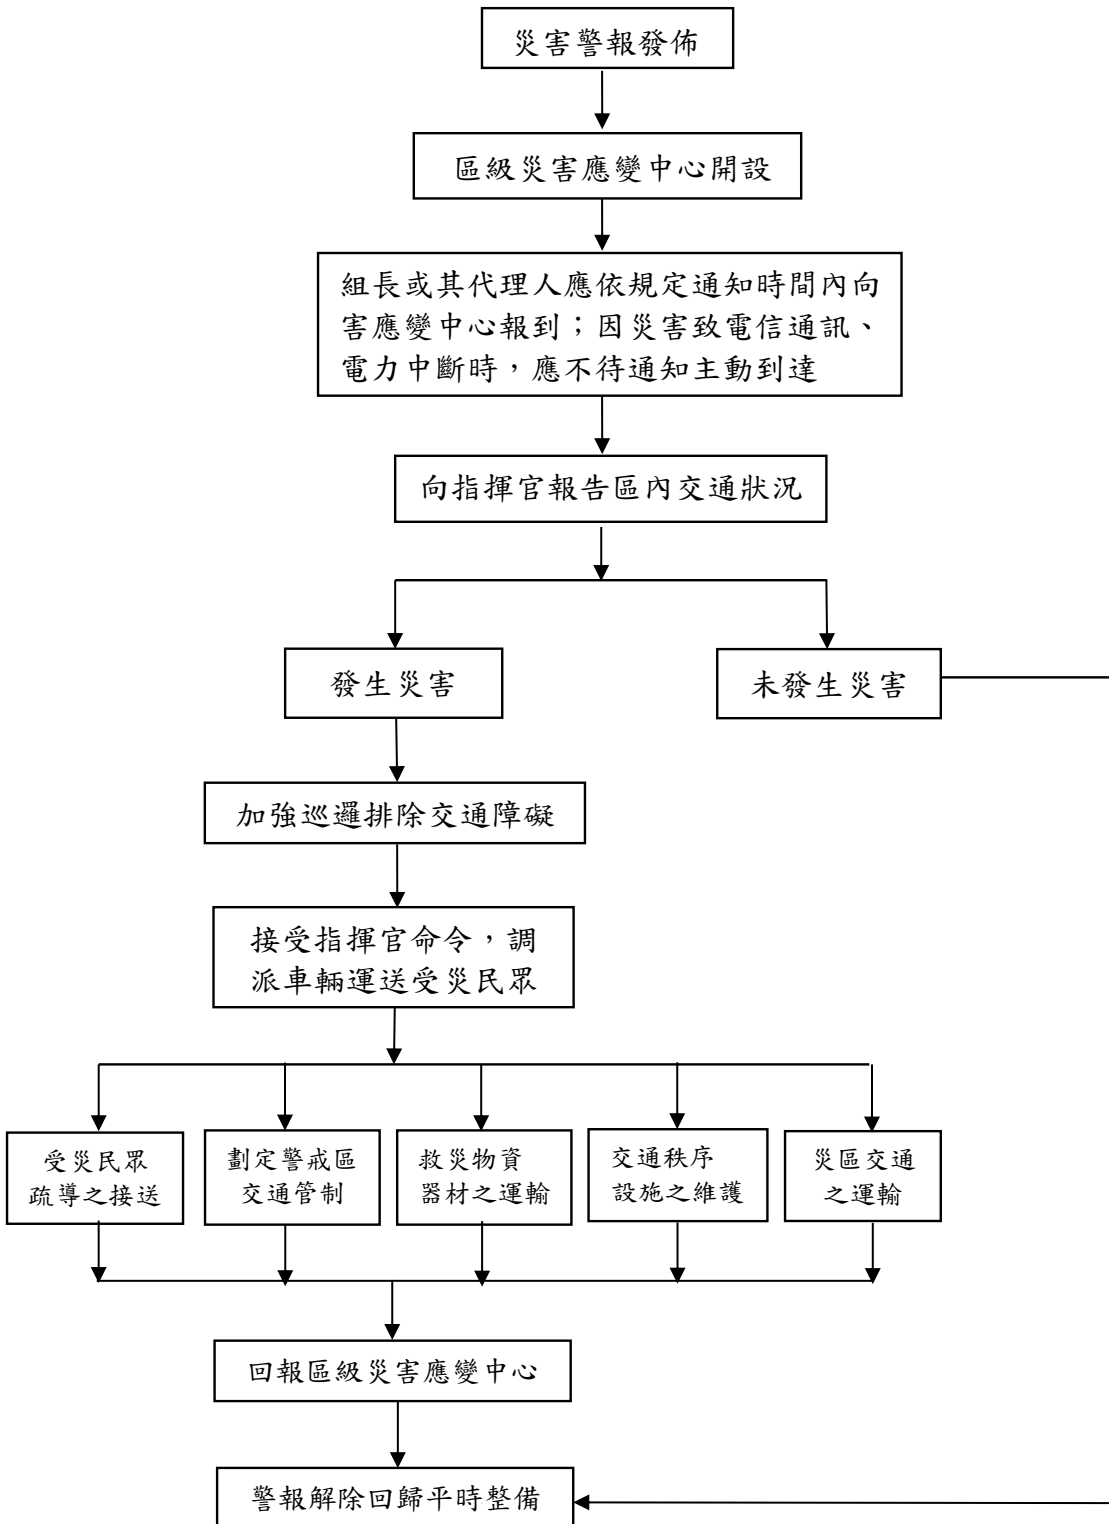 災害警報發佈
區級災害應變中心開設
組長或其代理人應依規定通知時間內向
害應變中心報到；因災害致電信通訊、
電力中斷時，應不待通知主動到達
向指揮官報告區內交通狀況
發生災害
未發生災害
加強巡邏排除交通障礙
接受指揮官命令，調
派車輛運送受災民眾
受災民眾
疏導之接送
劃定警戒區
交通管制
救災物資
器材之運輸
交通秩序
設施之維護
災區交通
之運輸
回報區級災害應變中心
警報解除回歸平時整備